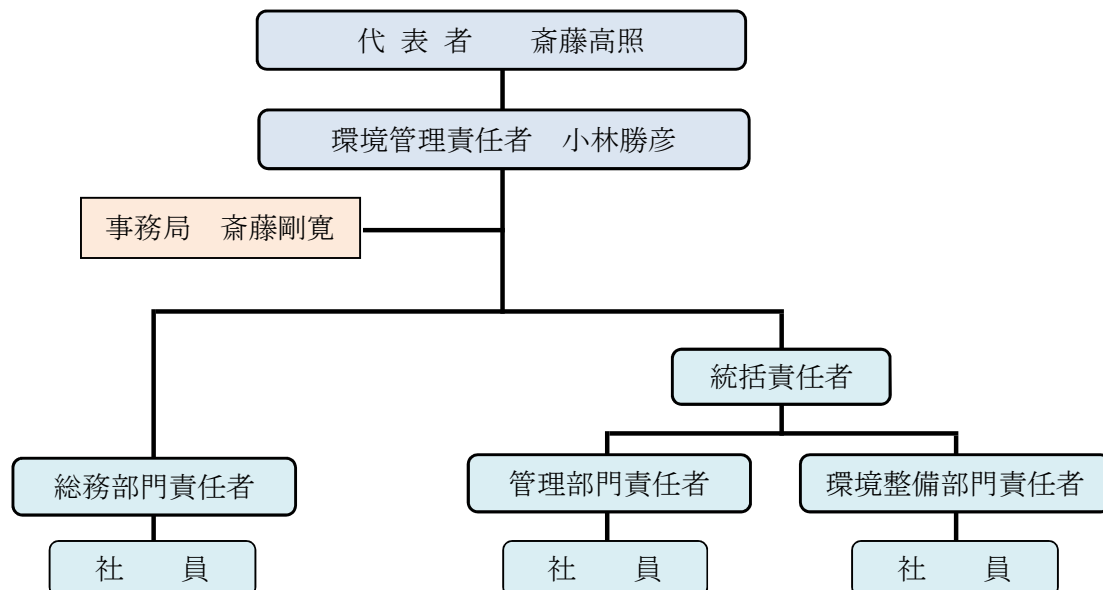 代 表 者　　斎藤高照
環境管理責任者　小林勝彦
事務局　斎藤剛寛
統括責任者
総務部門責任者
管理部門責任者
環境整備部門責任者
社　　員
社　　員
社　　員